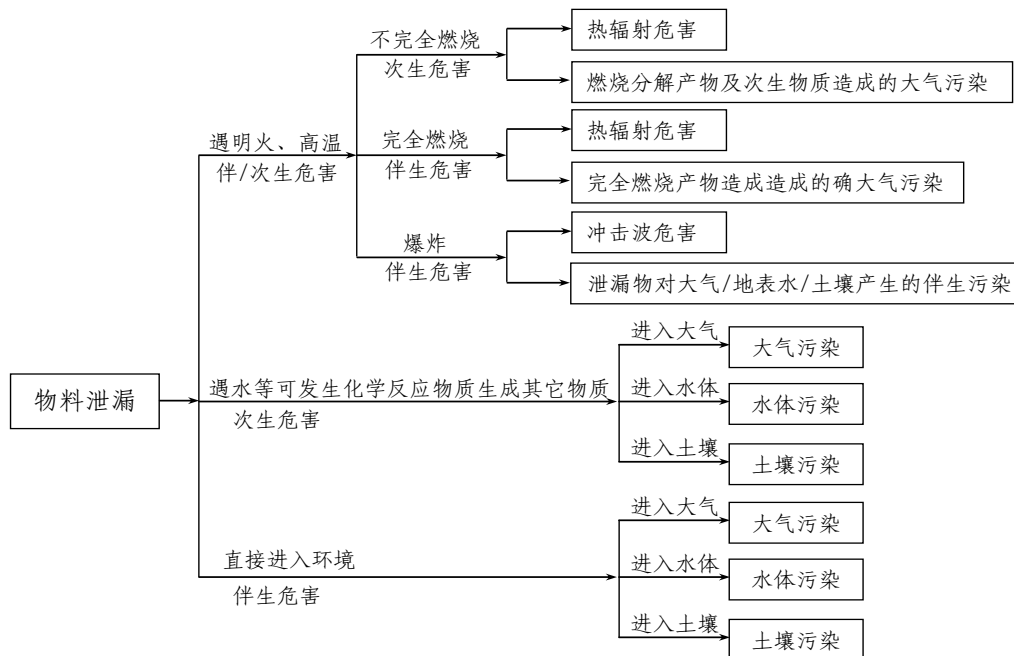 不完全燃烧
次生危害
热辐射危害
燃烧分解产物及次生物质造成的大气污染
遇明火、高温
伴/次生危害
完全燃烧
伴生危害
热辐射危害
完全燃烧产物造成造成的确大气污染
爆炸
伴生危害
冲击波危害
泄漏物对大气/地表水/土壤产生的伴生污染
物料泄漏
遇水等可发生化学反应物质生成其它物质
次生危害
进入大气
大气污染
进入水体
水体污染
进入土壤
土壤污染
直接进入环境
伴生危害
进入大气
大气污染
进入水体
水体污染
进入土壤
土壤污染